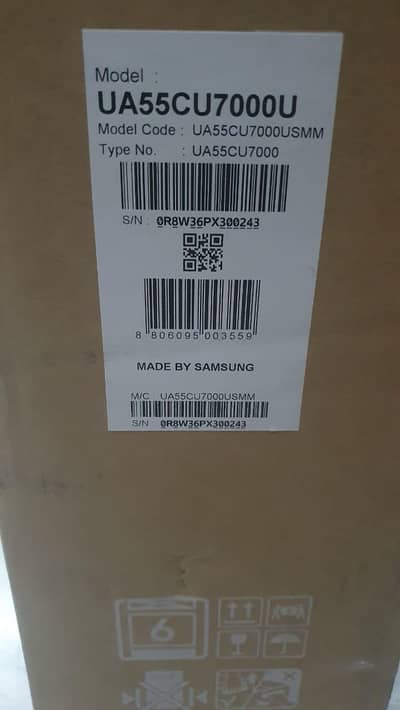 Model :
UA55CU7000U
Model Code : UA55CU7000USMM
Type No. : UA55CU7000
S/N : 0R8W36PX300243
8 806095 003559
MADE BY SAMSUNG
M/C UA55CU7000USMM
S/N 0R8W36PX300243
6